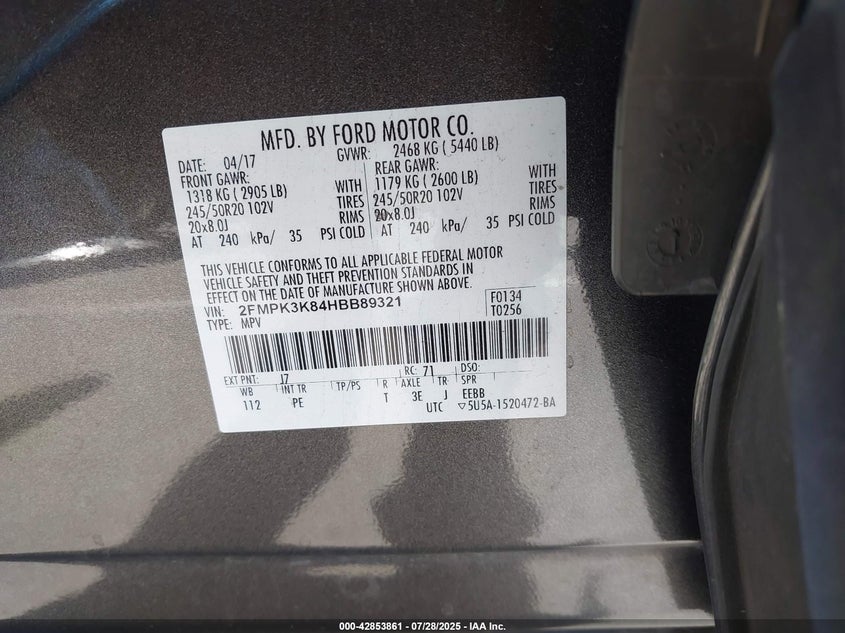 MFD. BY FORD MOTOR CO.
DATE: 04/17 GVWR: 2468 KG ( 5440 LB)
FRONT GAWR: REAR GAWR:
1318 KG ( 2905 LB) WITH 1179 KG ( 2600 LB) WITH
245/50R20 102V TIRES 245/50R20 102V TIRES
20x8.0J RIMS 20x8.0J RIMS
AT 240 kPa/ 35 PSI COLD AT 240 kPa/ 35 PSI COLD
THIS VEHICLE CONFORMS TO ALL APPLICABLE FEDERAL MOTOR
VEHICLE SAFETY AND THEFT PREVENTION STANDARDS IN
EFFECT ON THE DATE OF MANUFACTURE SHOWN ABOVE.
VIN: 2FMPK3K84HBB89321 F0134
TYPE: MPV T0256
EXT PNT: J7 RC: 71 DSO:
WB INT TR TP/PS R AXLE TR SPR
112 PE T 3E J EEBB
UTC ▽5U5A-1520472-BA
000-42853861 / 07/28/2025 - IAA Inc.